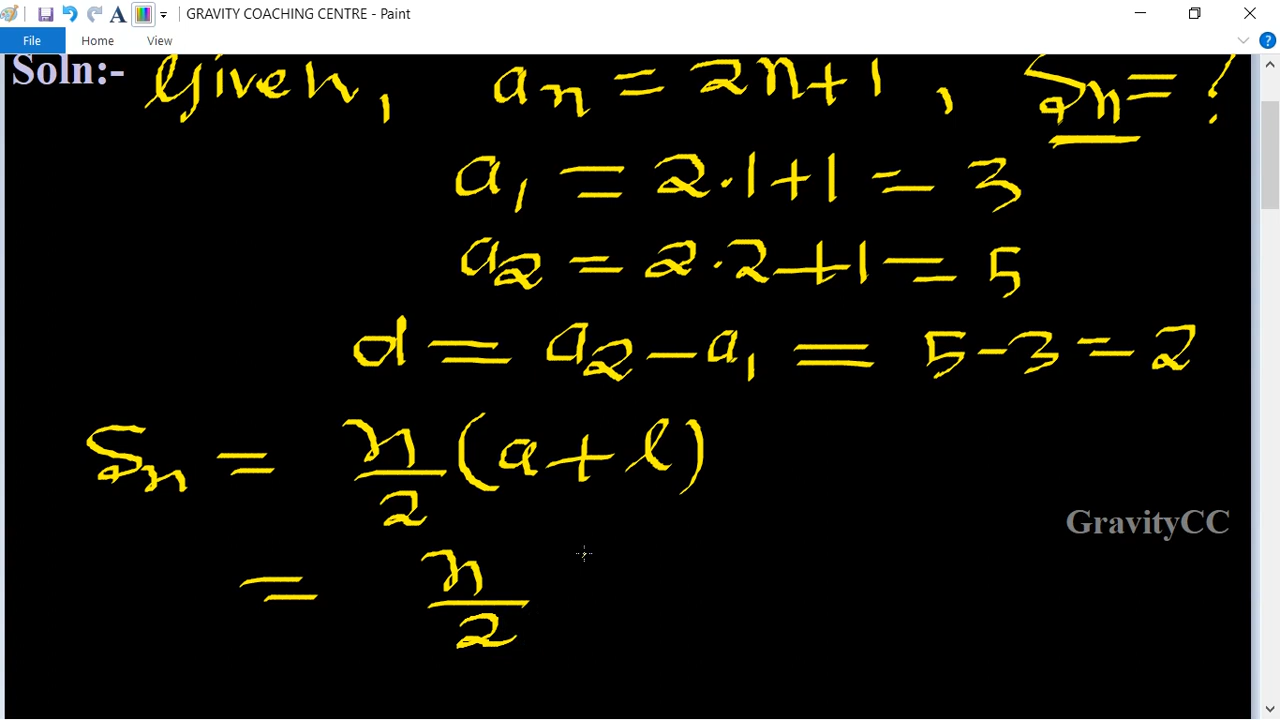 GRAVITY COACHING CENTRE - Paint
File Home View
Soln:- Given, an = 2n+1, Sn = ?
a1 = 2·1+1 = 3
a2 = 2·2+1 = 5
d = a2 - a1 = 5-3 = 2
Sn = n/2 (a+l)
GravityCC
= n/2